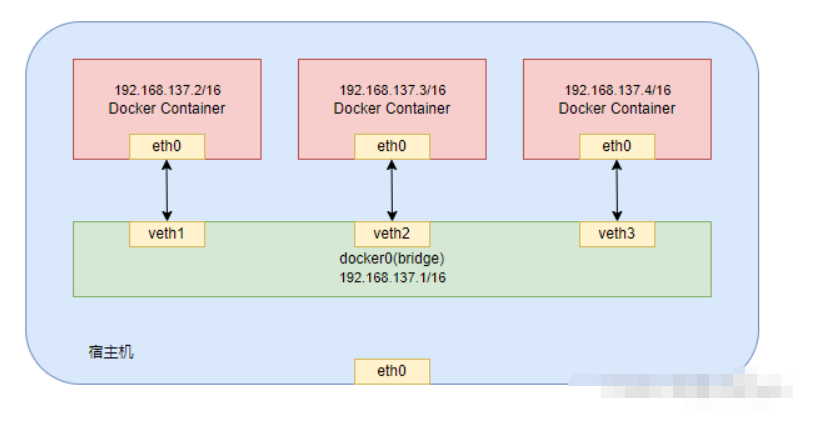 192.168.137.2/16
Docker Container
eth0
192.168.137.3/16
Docker Container
eth0
192.168.137.4/16
Docker Container
eth0
veth1
veth2
veth3
docker0(bridge)
192.168.137.1/16
宿主机
eth0